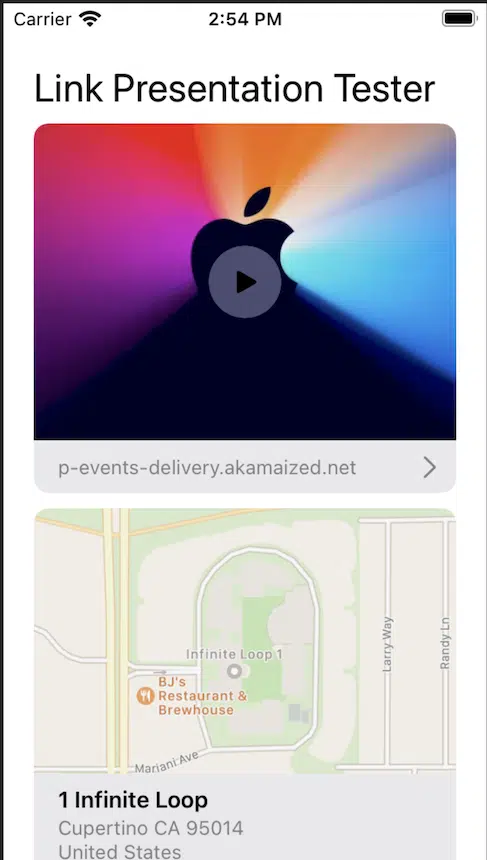 Carrier 2:54 PM
Link Presentation Tester
p-events-delivery.akamaized.net
Infinite Loop 1
BJ's
Restaurant &
Brewhouse
Mariani Ave
Larry Way
Randy Ln
1 Infinite Loop
Cupertino CA 95014
United States